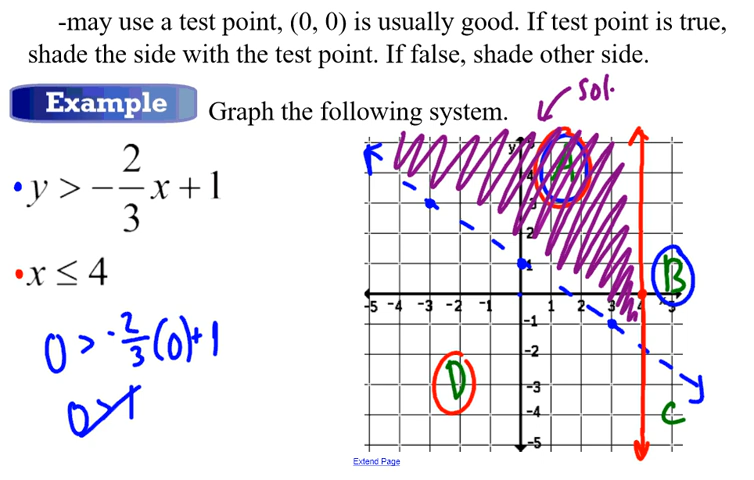 -may use a test point, (0, 0) is usually good. If test point is true,
shade the side with the test point. If false, shade other side.
Example
Graph the following system.
sol.
• y > -2/3 x + 1
• x ≤ 4
0 > -2/3 (0) + 1
0 > 1
y
A
5
4
3
2
1
B
-5 -4 -3 -2 -1 1 2 3 4 x 5
-1
-2
D
-3
-4
C
-5
Extend Page